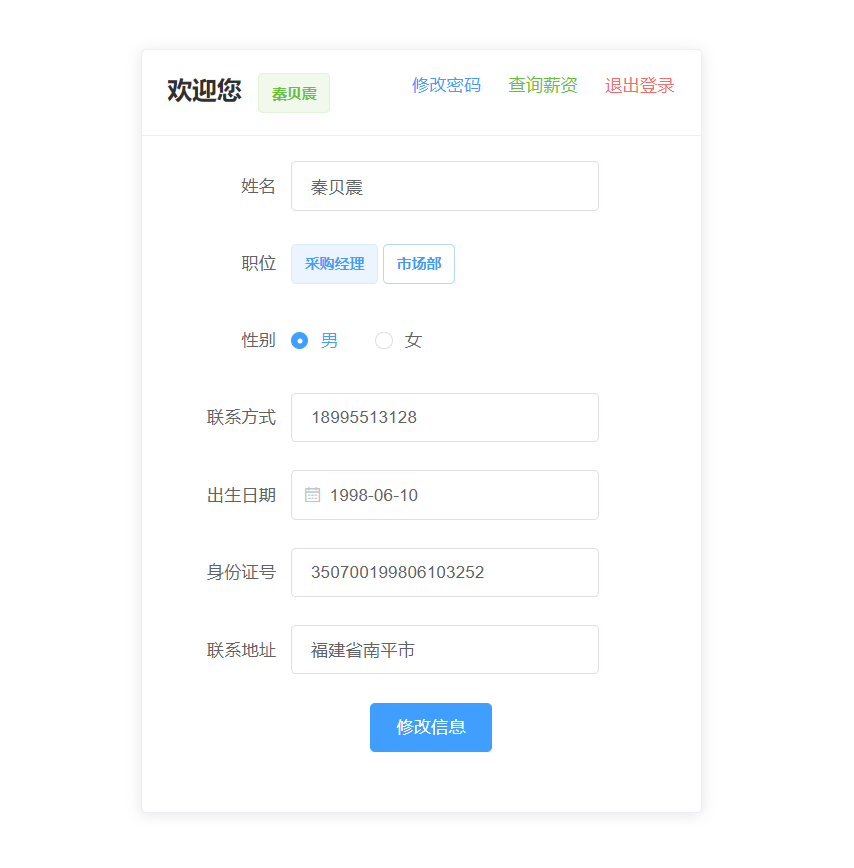 欢迎您 秦贝震 修改密码 查询薪资 退出登录
姓名 秦贝震
职位 采购经理 市场部
性别 男 女
联系方式 18995513128
出生日期 1998-06-10
身份证号 350700199806103252
联系地址 福建省南平市
修改信息